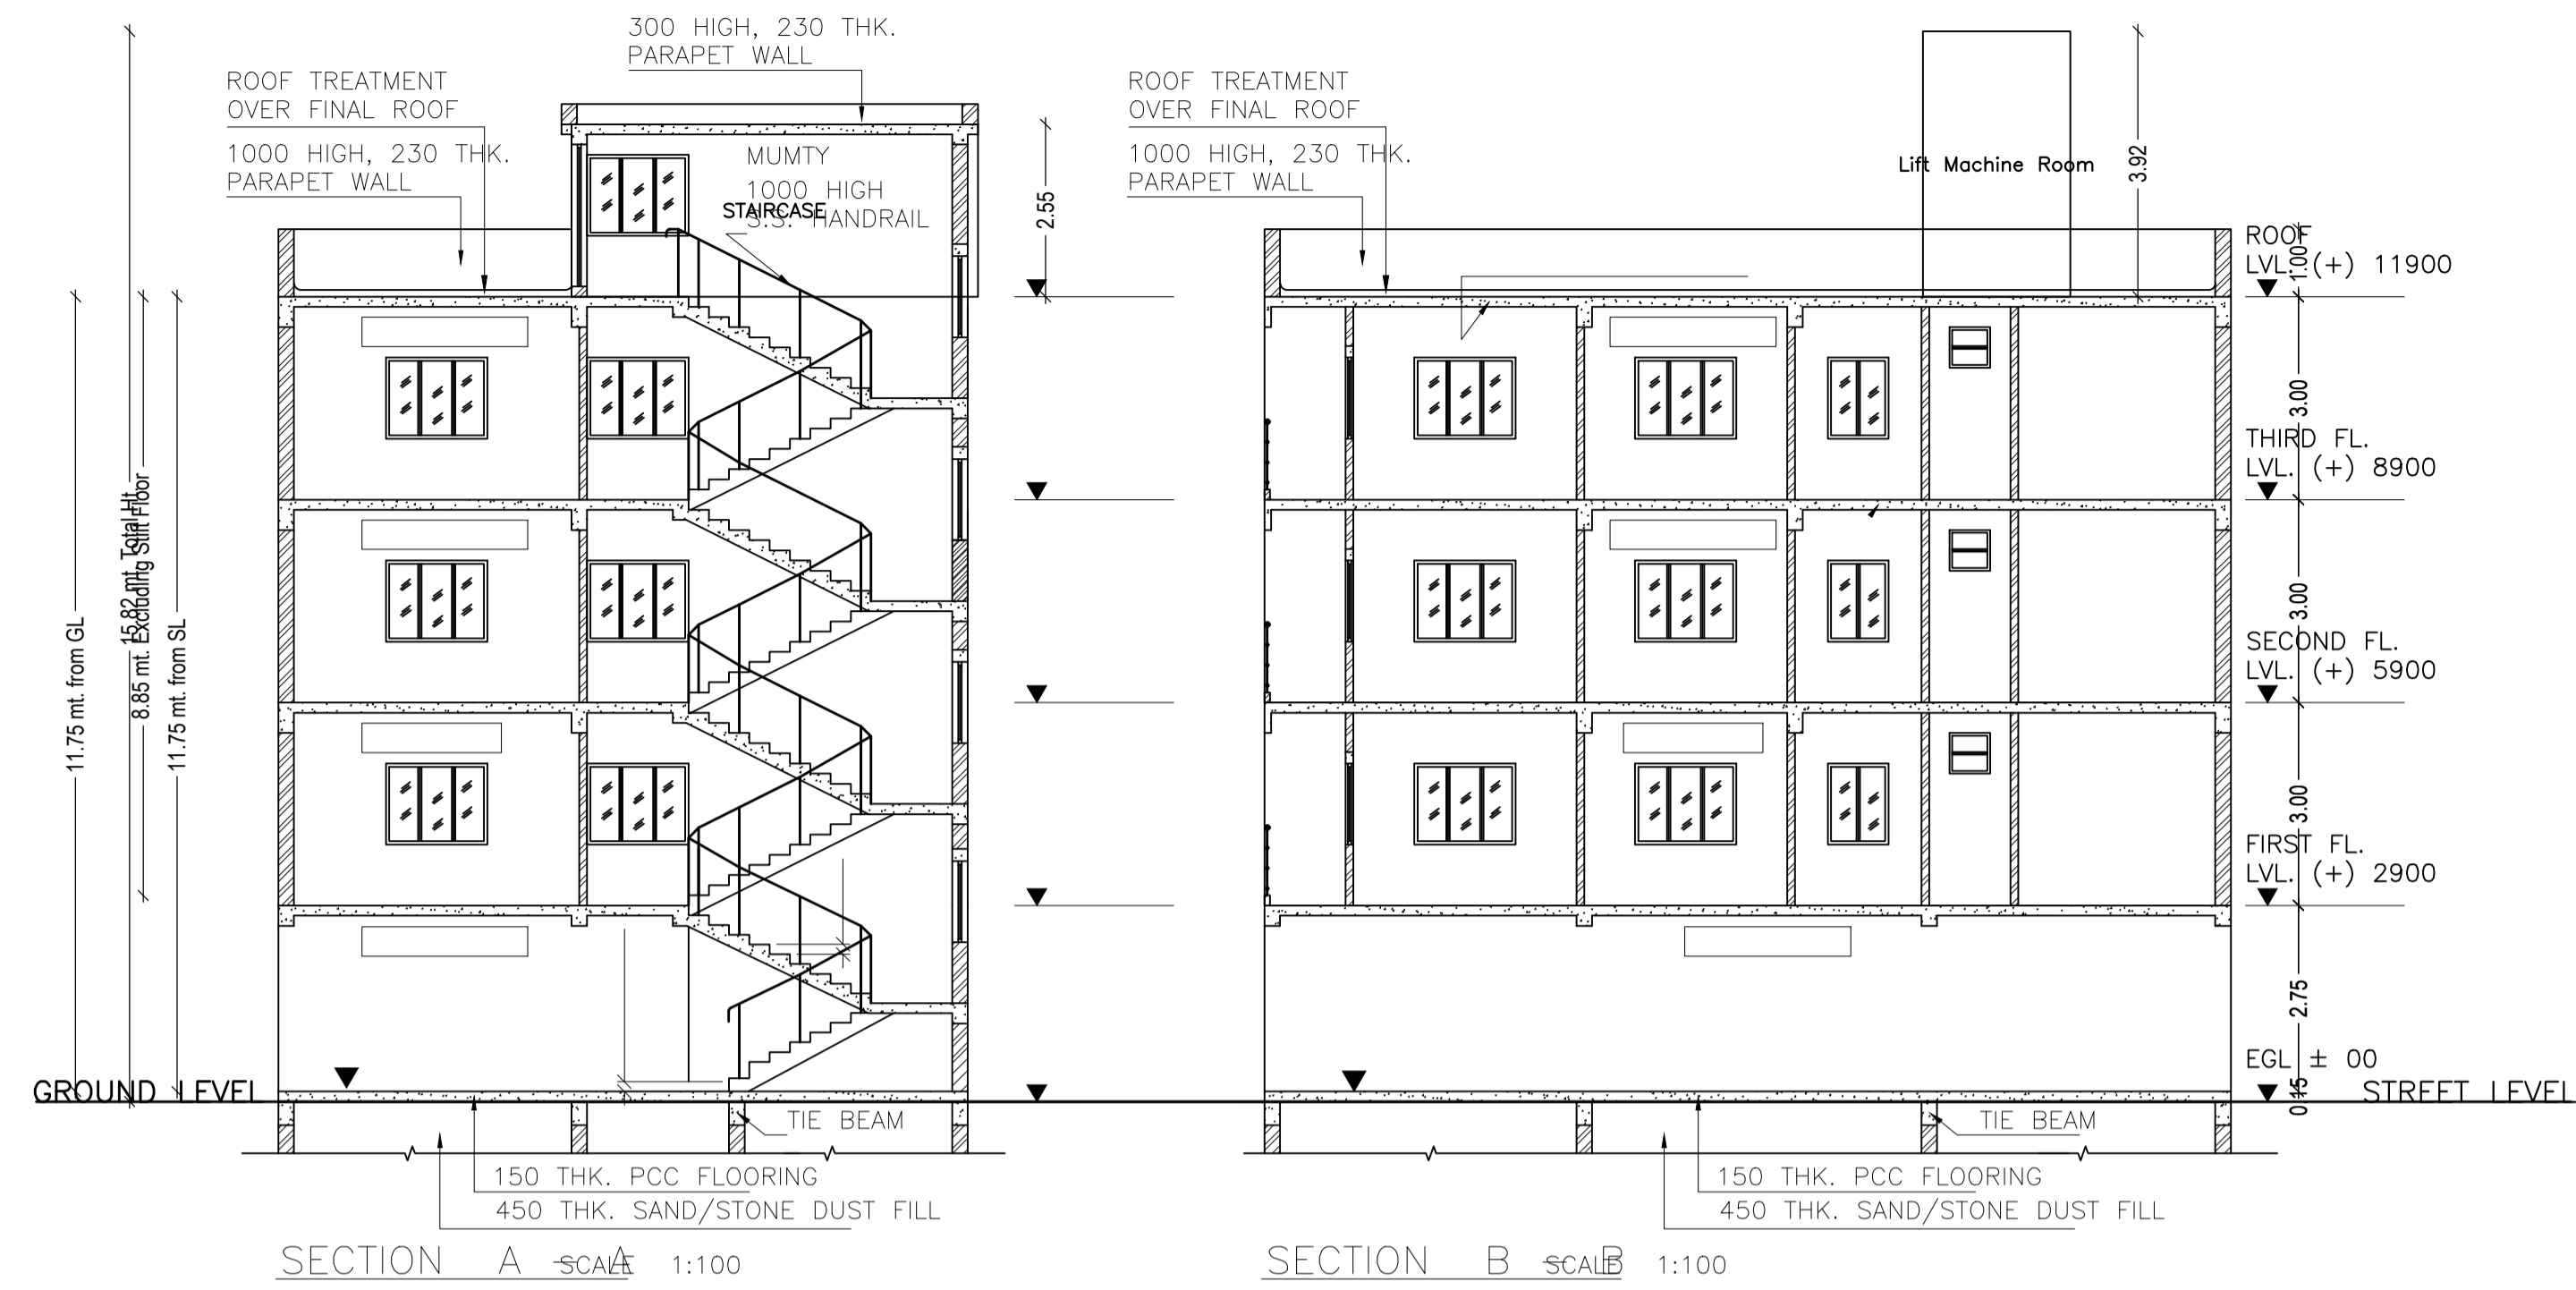 300 HIGH, 230 THK.
PARAPET WALL
ROOF TREATMENT
OVER FINAL ROOF
1000 HIGH, 230 THK.
PARAPET WALL
MUMTY
1000 HIGH
S.S. HANDRAIL
STAIRCASE
2.55
15.82 mt. Total Ht.
8.85 mt. Excluding Stilt Floor
11.75 mt. from GL
11.75 mt. from SL
GROUND LEVEL
TIE BEAM
150 THK. PCC FLOORING
450 THK. SAND/STONE DUST FILL
SECTION A - A SCALE 1:100
ROOF TREATMENT
OVER FINAL ROOF
1000 HIGH, 230 THK.
PARAPET WALL
Lift Machine Room
3.92
ROOF
LVL. (+) 11900
1.00
3.00
THIRD FL.
LVL. (+) 8900
3.00
SECOND FL.
LVL. (+) 5900
3.00
FIRST FL.
LVL. (+) 2900
2.75
EGL ± 00
STREET LEVEL
TIE BEAM
150 THK. PCC FLOORING
450 THK. SAND/STONE DUST FILL
SECTION B - B SCALE 1:100